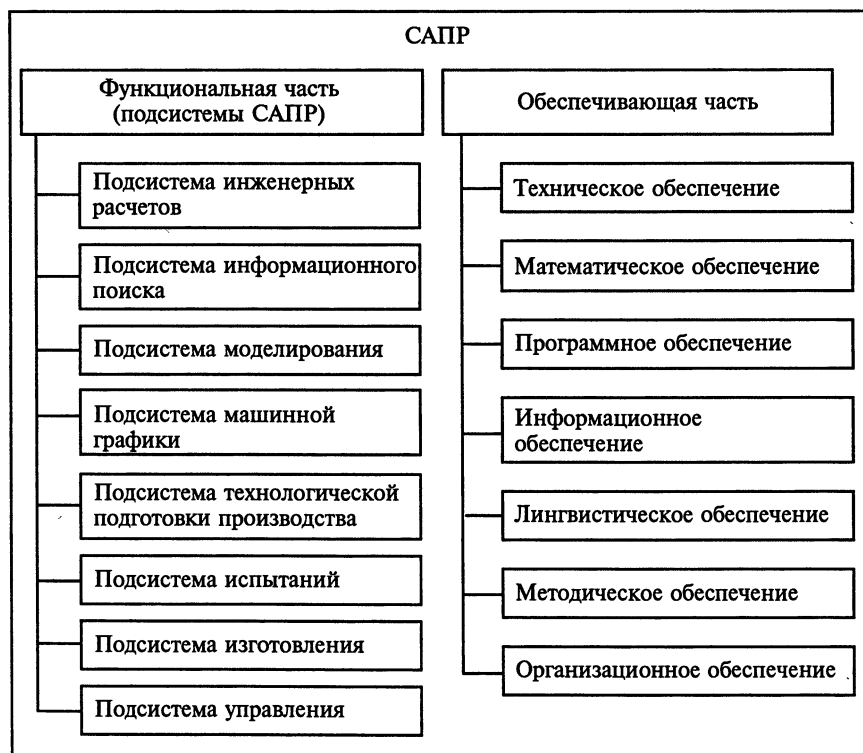 САПР
Функциональная часть
(подсистемы САПР)
Подсистема инженерных
расчетов
Подсистема информационного
поиска
Подсистема моделирования
Подсистема машинной
графики
Подсистема технологической
подготовки производства
Подсистема испытаний
Подсистема изготовления
Подсистема управления
Обеспечивающая часть
Техническое обеспечение
Математическое обеспечение
Программное обеспечение
Информационное
обеспечение
Лингвистическое обеспечение
Методическое обеспечение
Организационное обеспечение